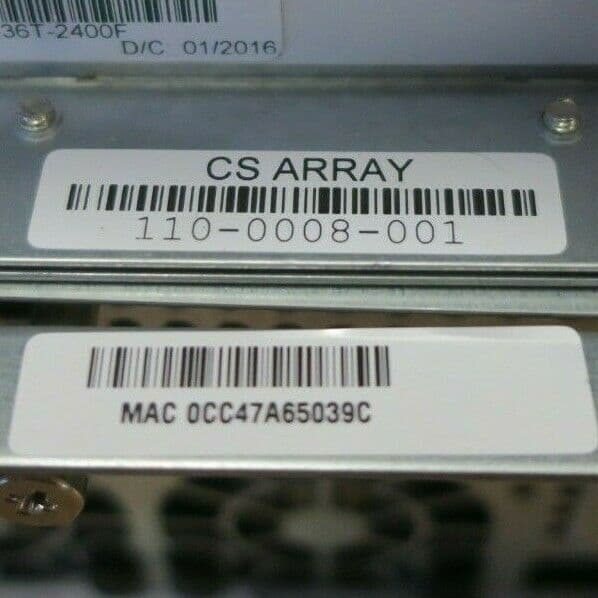 36T-2400F
D/C 01/2016
CS ARRAY
110-0008-001
MAC 0CC47A65039C